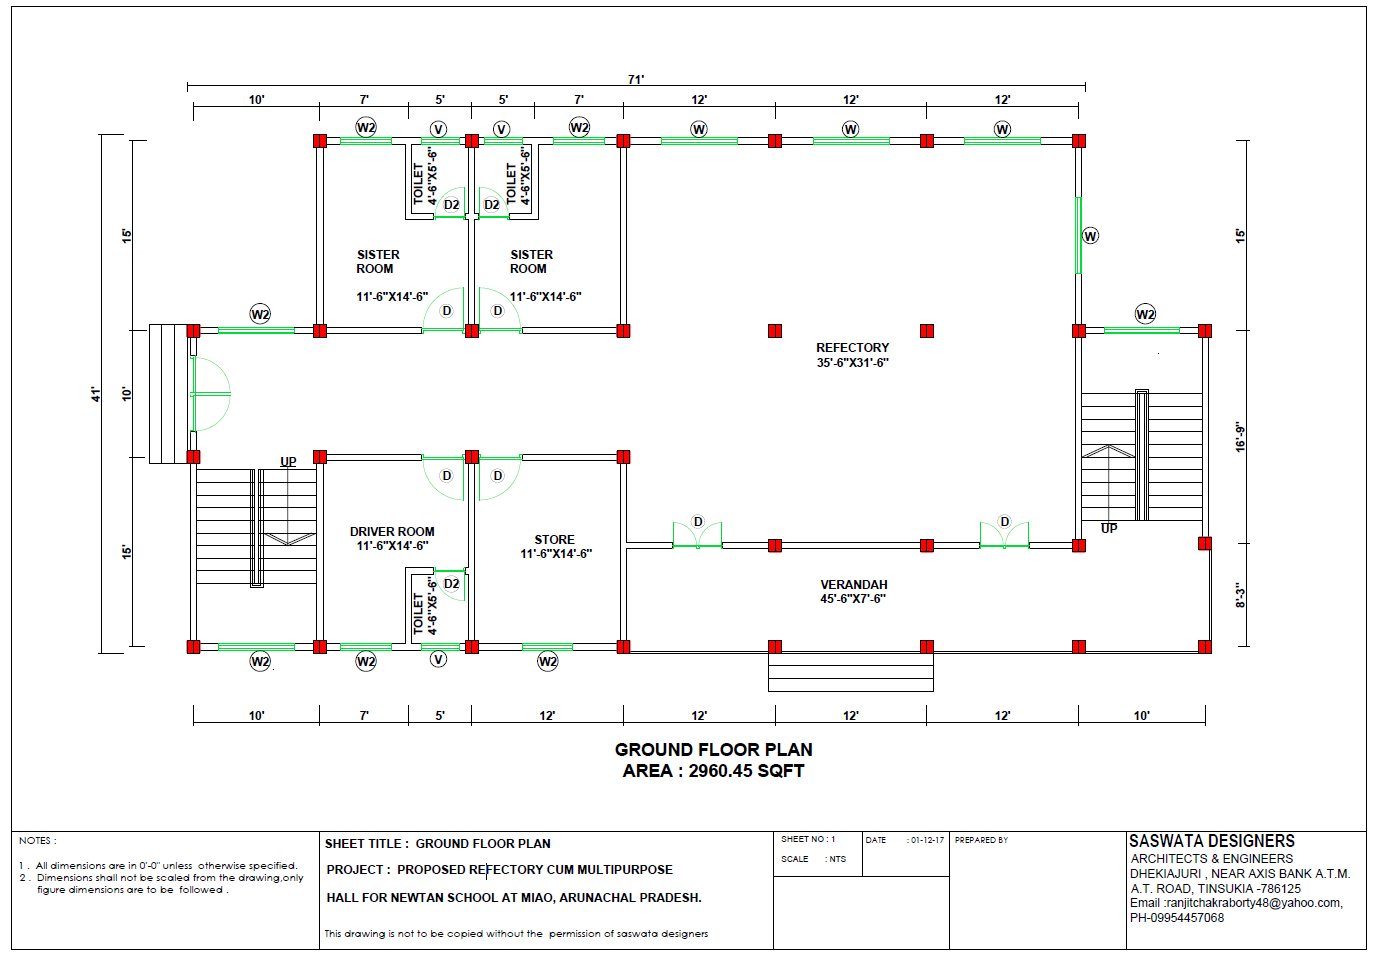 71'
10' 7' 5' 5' 7' 12' 12' 12'
W2 V V W2 W W W
TOILET
4'-6"X5'-6"
TOILET
4'-6"X5'-6"
D2 D2
15'
15'
W
SISTER
ROOM
11'-6"X14'-6"
SISTER
ROOM
11'-6"X14'-6"
D D
W2
W2
REFECTORY
35'-6"X31'-6"
41'
10'
16'-9"
UP
D D
D D
DRIVER ROOM
11'-6"X14'-6"
STORE
11'-6"X14'-6"
UP
15'
D2
TOILET
4'-6"X5'-6"
VERANDAH
45'-6"X7'-6"
8'-3"
W2 W2 V W2
10' 7' 5' 12' 12' 12' 12' 10'
GROUND FLOOR PLAN
AREA : 2960.45 SQFT
NOTES :
1 . All dimensions are in 0'-0" unless otherwise specified.
2 . Dimensions shall not be scaled from the drawing,only
figure dimensions are to be followed .
SHEET TITLE : GROUND FLOOR PLAN
PROJECT : PROPOSED REFECTORY CUM MULTIPURPOSE
HALL FOR NEWTAN SCHOOL AT MIAO, ARUNACHAL PRADESH.
This drawing is not to be copied without the permission of saswata designers
SHEET NO : 1
SCALE : NTS
DATE : 01-12-17
PREPARED BY
SASWATA DESIGNERS
ARCHITECTS & ENGINEERS
DHEKIAJURI , NEAR AXIS BANK A.T.M.
A.T. ROAD, TINSUKIA -786125
Email :ranjitchakraborty48@yahoo.com,
PH-09954457068